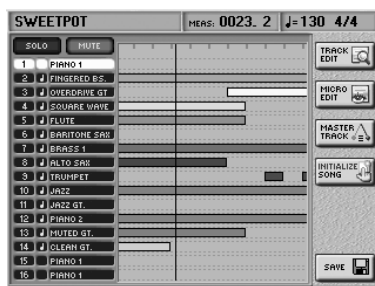 SWEETPOT MEAS: 0023. 2 ♩=130 4/4
SOLO MUTE
1 PIANO 1
2 FINGERED BS.
3 OVERDRIVE GT
4 SQUARE WAVE
5 FLUTE
6 BARITONE SAX
7 BRASS 1
8 ALTO SAX
9 TRUMPET
10 JAZZ
11 JAZZ GT.
12 PIANO 2
13 MUTED GT.
14 CLEAN GT.
15 PIANO 1
16 PIANO 1
TRACK
EDIT
MICRO
EDIT
MASTER
TRACK
INITIALIZE
SONG
SAVE